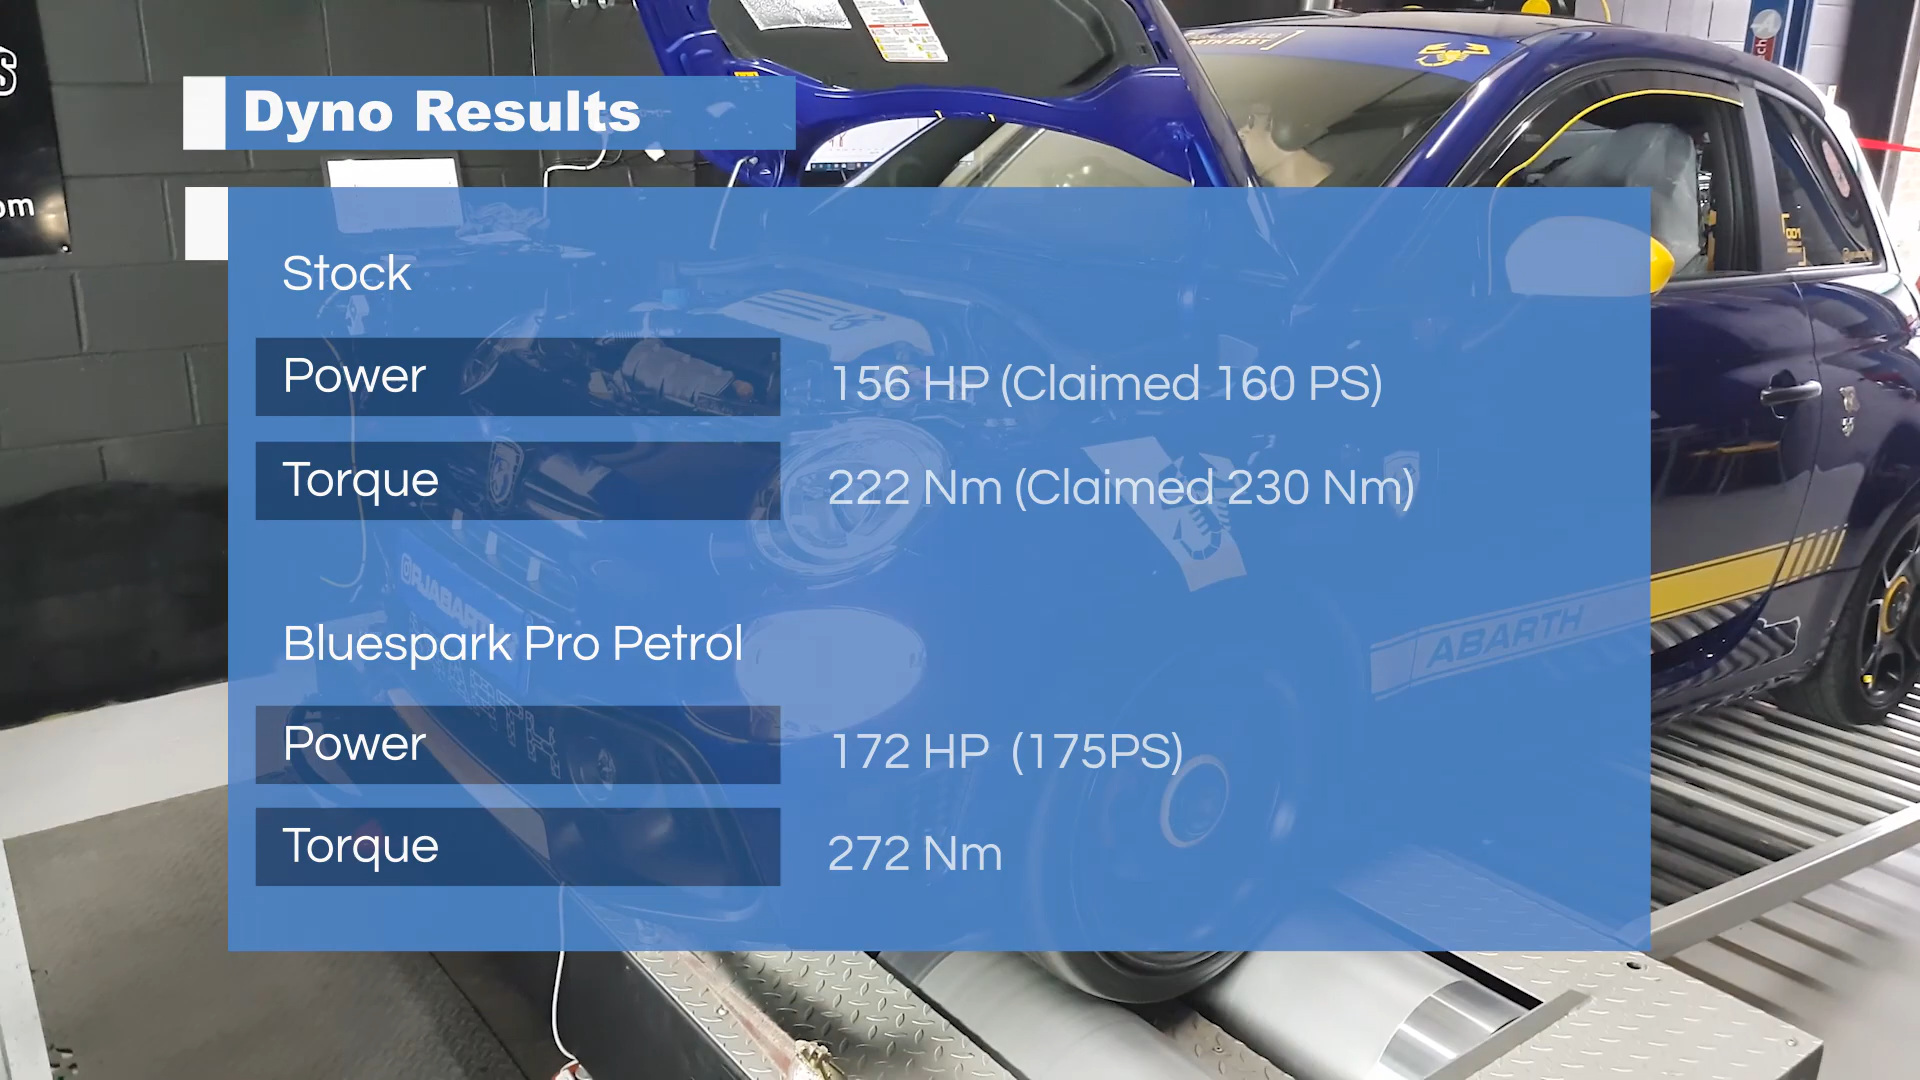 Dyno Results
Stock
Power
156 HP (Claimed 160 PS)
Torque
222 Nm (Claimed 230 Nm)
Bluespark Pro Petrol
Power
172 HP (175PS)
Torque
272 Nm
ABARTH